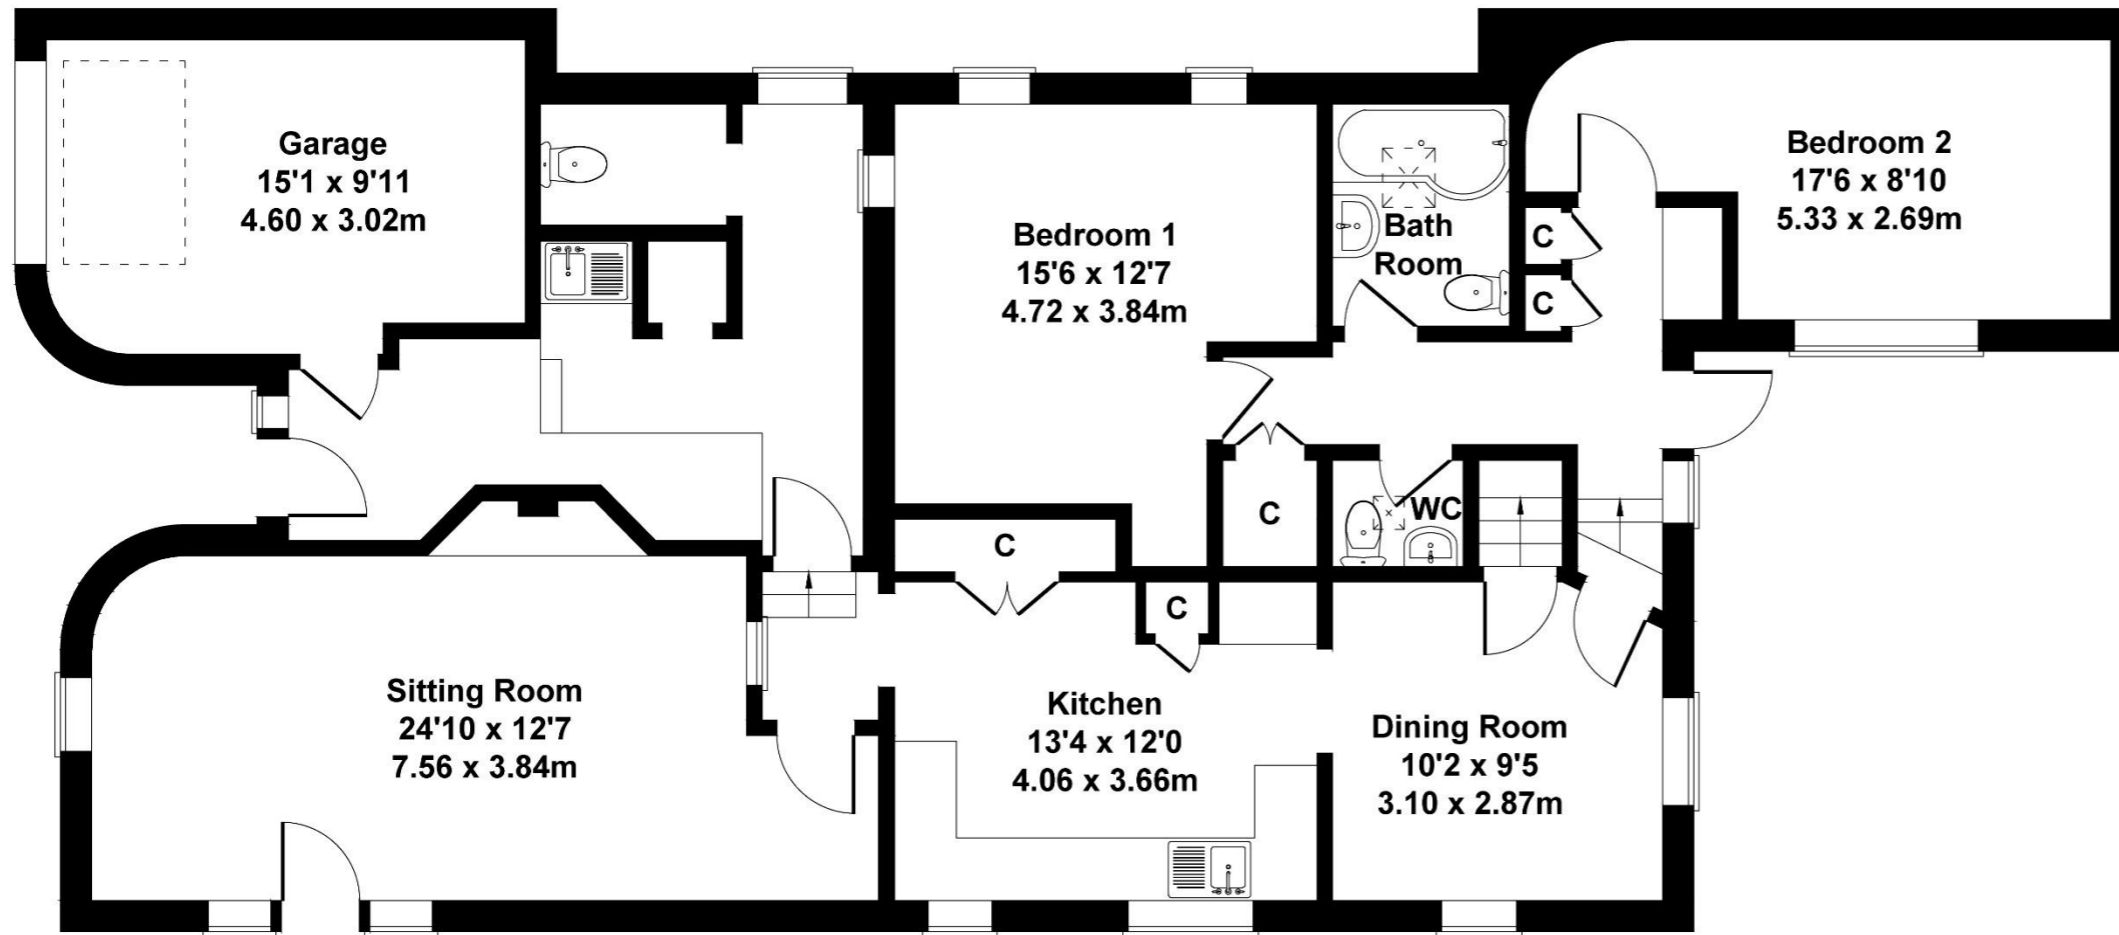 Garage
15'1 x 9'11
4.60 x 3.02m
Bedroom 1
15'6 x 12'7
4.72 x 3.84m
Bath
Room
Bedroom 2
17'6 x 8'10
5.33 x 2.69m
C
C
C
WC
C
C
Sitting Room
24'10 x 12'7
7.56 x 3.84m
Kitchen
13'4 x 12'0
4.06 x 3.66m
Dining Room
10'2 x 9'5
3.10 x 2.87m